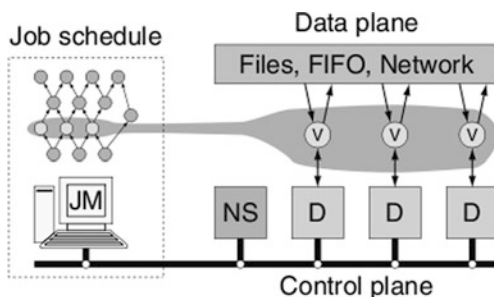 Job schedule
Data plane
Files, FIFO, Network
V V V
JM
NS D D D
Control plane